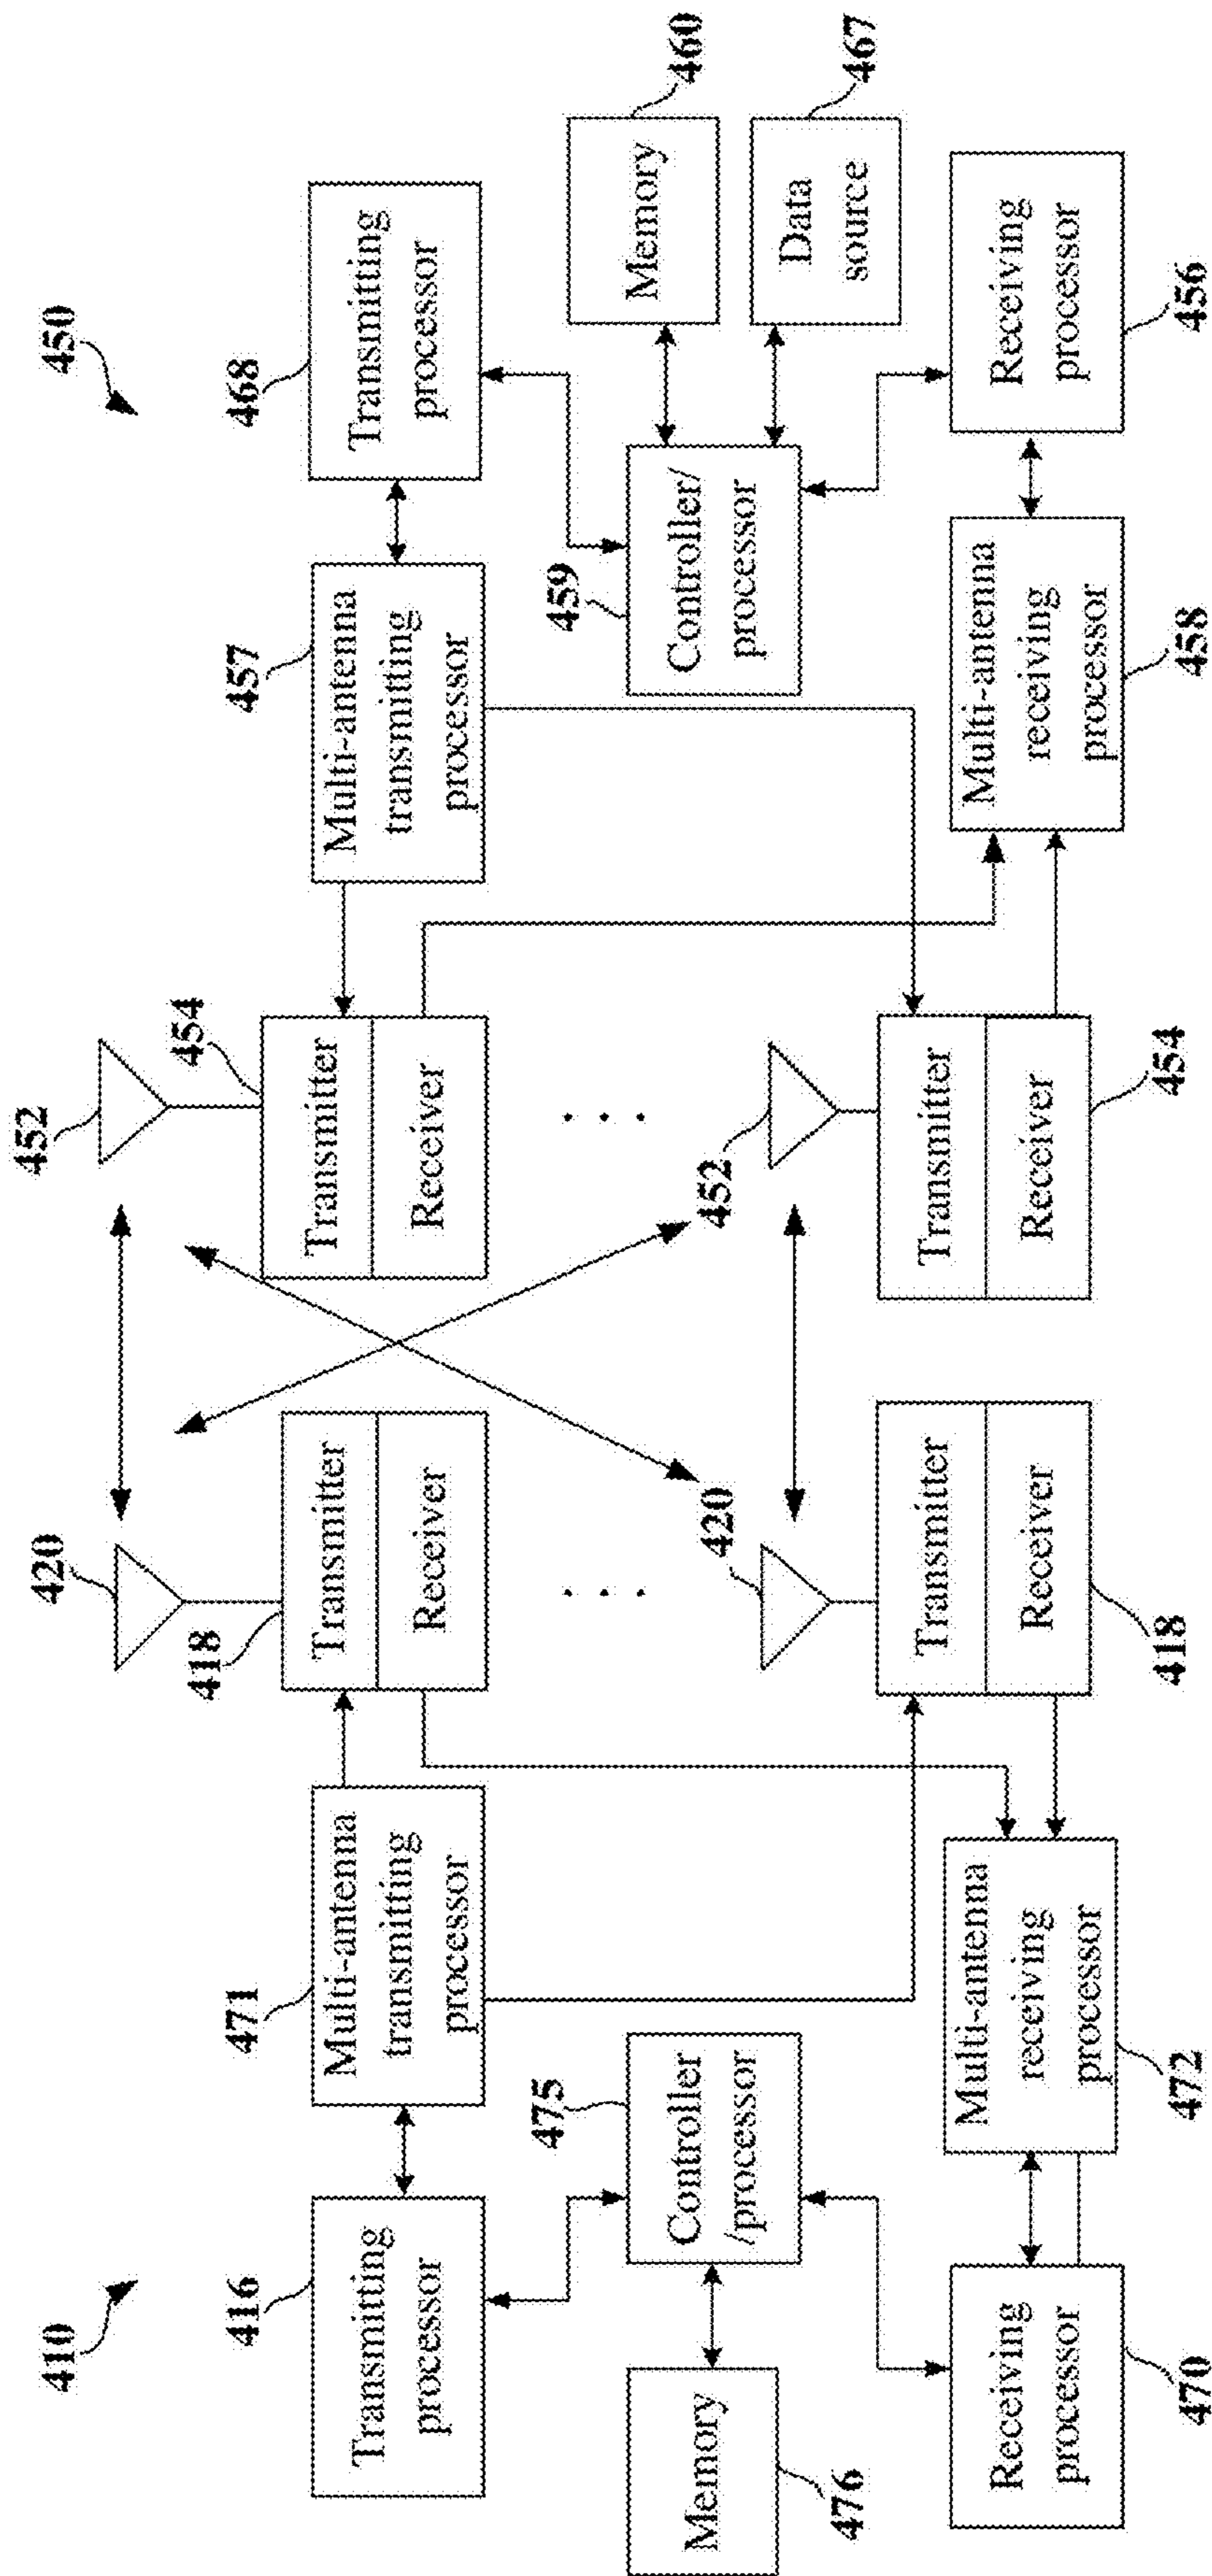 410
450
420
452
416
471
418
454
457
468
Transmitting
processor
Multi-antenna
transmitting
processor
Transmitter
Receiver
Transmitter
Receiver
Multi-antenna
transmitting
processor
Transmitting
processor
475
Controller
/processor
Memory
476
. . .
. . .
459
Controller/
processor
Memory
460
Data
source
467
420
452
Receiving
processor
470
Multi-antenna
receiving
processor
472
Transmitter
Receiver
418
Transmitter
Receiver
454
Multi-antenna
receiving
processor
458
Receiving
processor
456